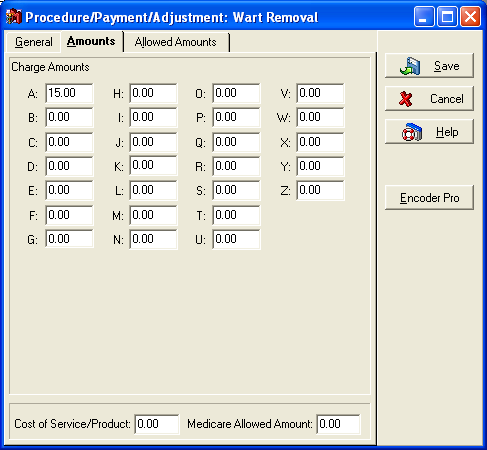 Procedure/Payment/Adjustment: Wart Removal
General Amounts Allowed Amounts
Charge Amounts
A: 15.00 H: 0.00 O: 0.00 V: 0.00
B: 0.00 I: 0.00 P: 0.00 W: 0.00
C: 0.00 J: 0.00 Q: 0.00 X: 0.00
D: 0.00 K: 0.00 R: 0.00 Y: 0.00
E: 0.00 L: 0.00 S: 0.00 Z: 0.00
F: 0.00 M: 0.00 T: 0.00
G: 0.00 N: 0.00 U: 0.00
Cost of Service/Product: 0.00 Medicare Allowed Amount: 0.00
Save
Cancel
Help
Encoder Pro